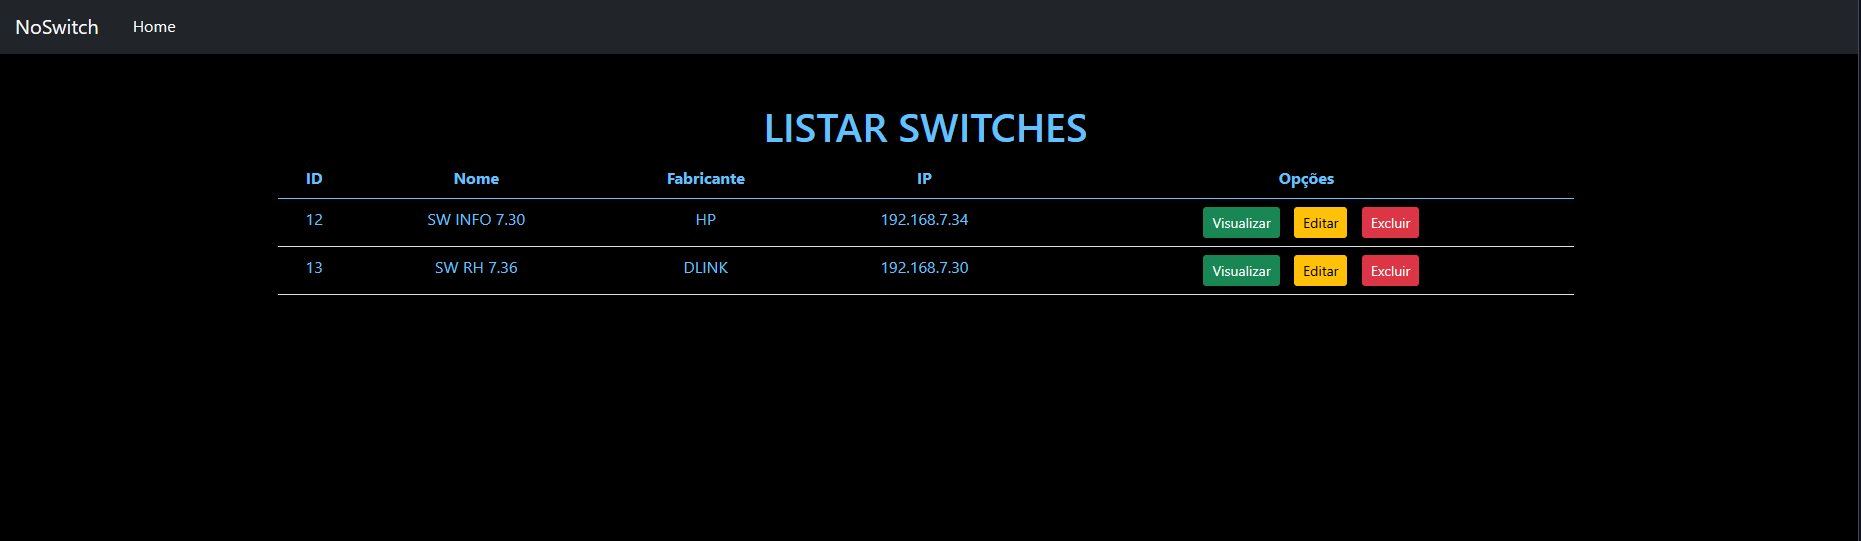 NoSwitch Home
LISTAR SWITCHES
ID Nome Fabricante IP Opções
12 SW INFO 7.30 HP 192.168.7.34 Visualizar Editar Excluir
13 SW RH 7.36 DLINK 192.168.7.30 Visualizar Editar Excluir